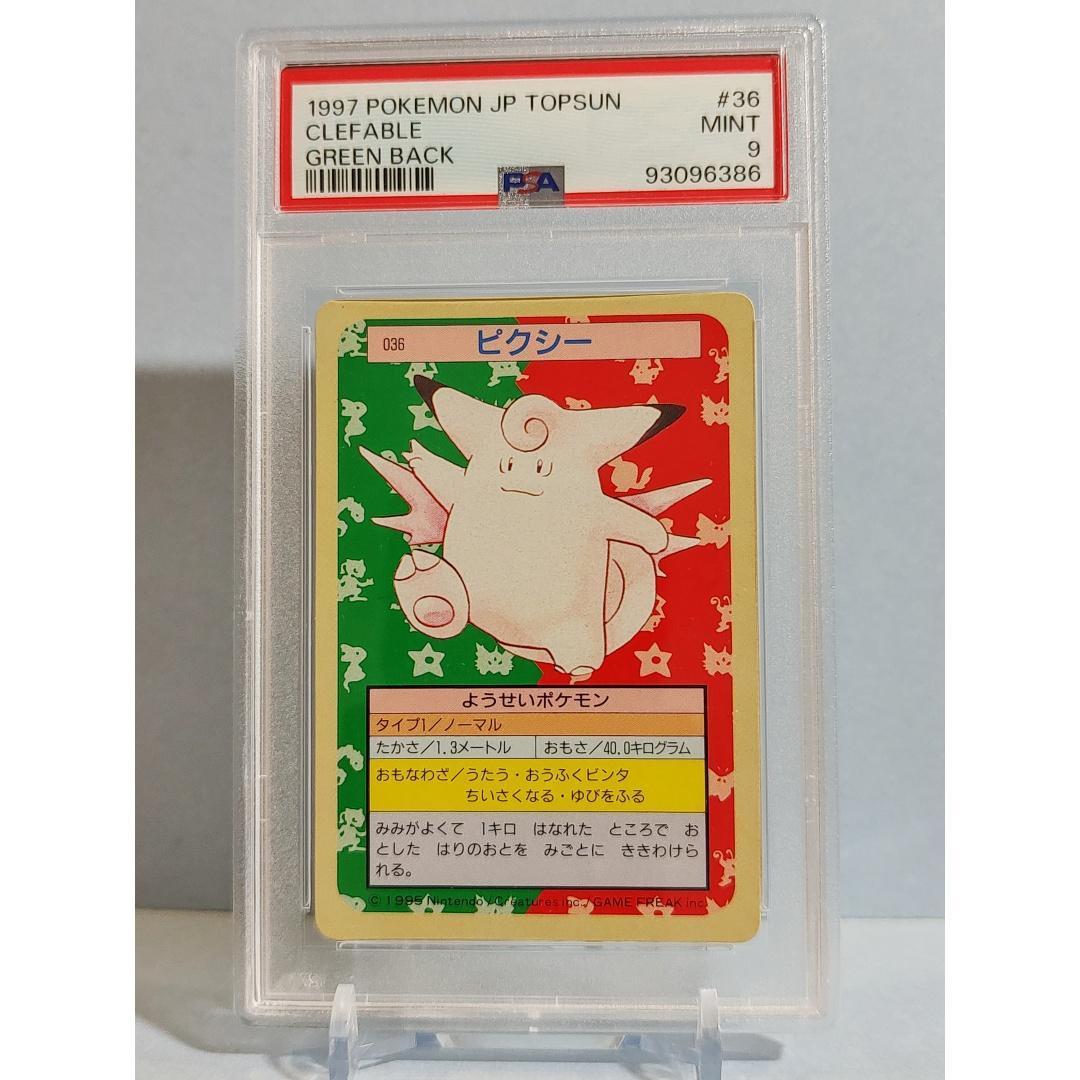 1997 POKEMON JP TOPSUN #36
CLEFABLE MINT
GREEN BACK 9
PSA 93096386
036 ピクシー
ようせいポケモン
タイプ1/ノーマル
たかさ/1.3メートル おもさ/40.0キログラム
おもなわざ/うたう・おうふくビンタ
ちいさくなる・ゆびをふる
みみがよくて 1キロ はなれた ところで お
とした はりのおとを みごとに ききわけら
れる。
© 1995 Nintendo/Creatures inc./GAME FREAK inc.